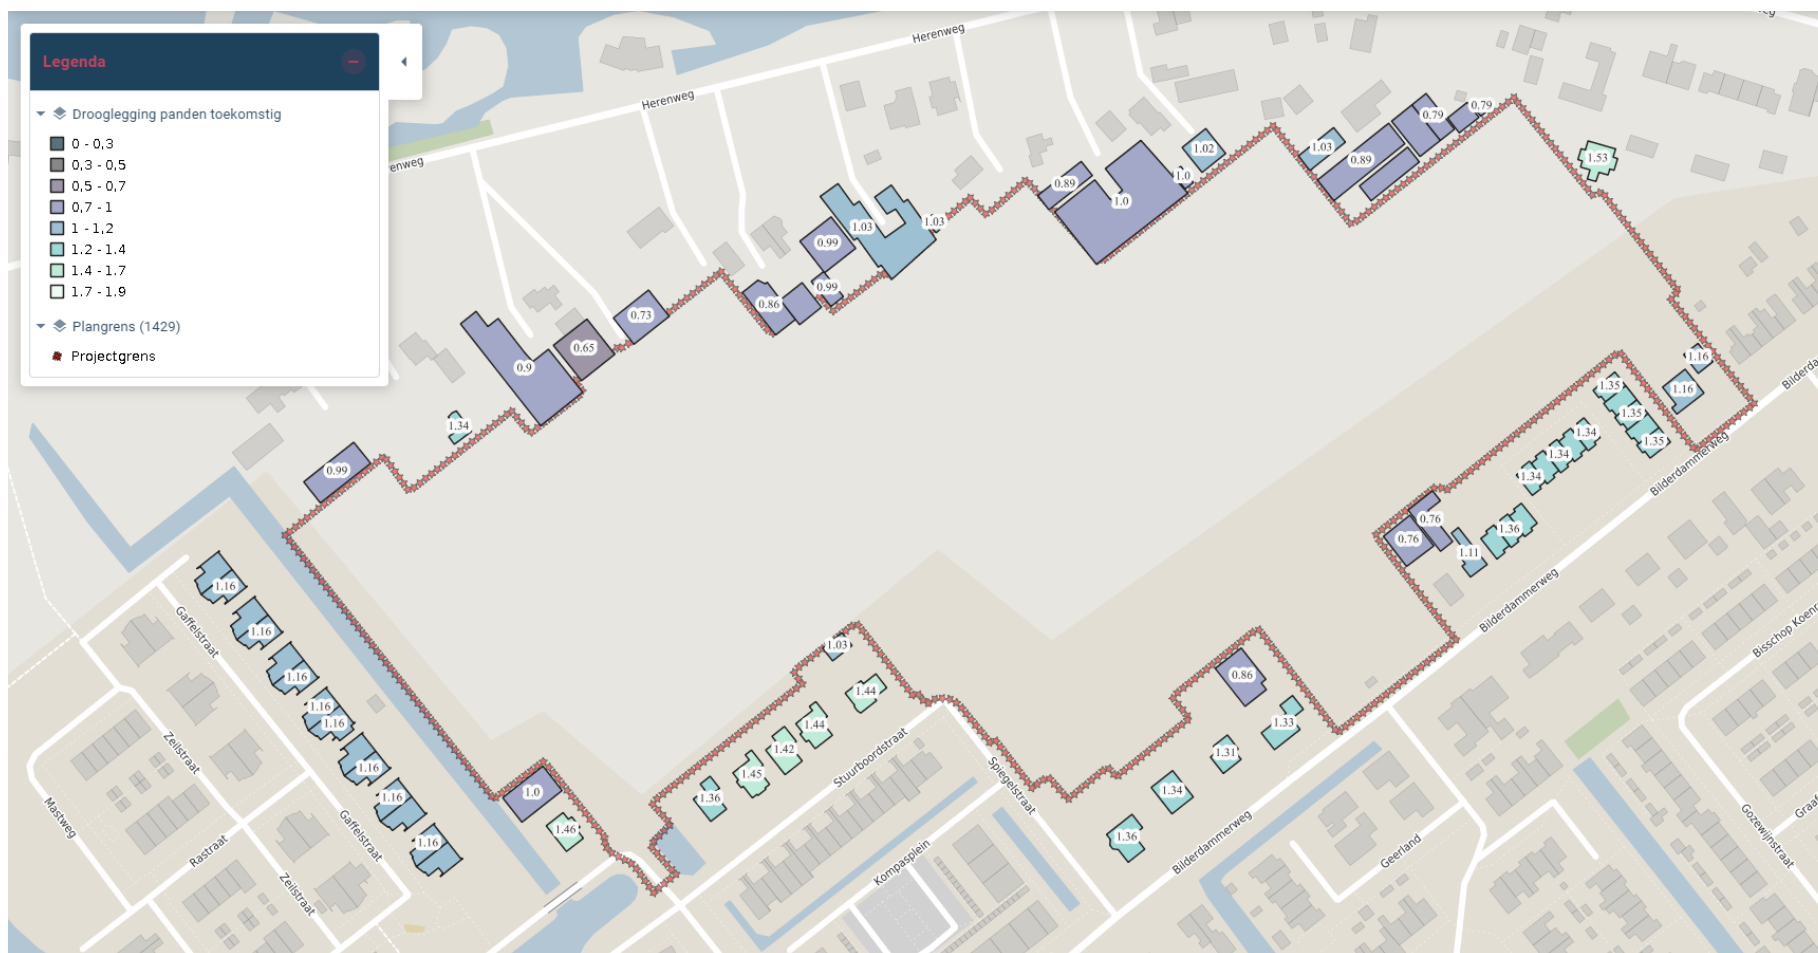 Legenda
Drooglegging panden toekomstig
0 - 0,3
0,3 - 0,5
0,5 - 0,7
0,7 - 1
1 - 1,2
1.2 - 1.4
1.4 - 1.7
1.7 - 1.9
Plangrens (1429)
Projectgrens
Herenweg
Herenweg
enweg
eg
0.79
0.79
1.53
1.03
0.89
1.02
1.0
0.89
1.0
1.03
1.03
0.99
0.99
0.86
0.73
0.65
0.9
1.34
0.99
1.16
1.16
Bilderda
1.35
1.35
1.35
1.34
1.34
1.34
Bilderdammerweg
0.76
0.76
1.36
1.11
Bilderdammerweg
Bisschop Koenr
1.16
1.16
1.16
1.16
1.16
1.16
1.16
1.16
Gaffelstraat
Gaffelstraat
Zeilstraat
Zeilstraat
Mastweg
Rastraat
1.03
1.44
1.44
1.42
1.45
1.36
1.0
1.46
0.86
1.33
1.31
1.34
1.36
Stuurboordstraat
Spiegelstraat
Kompasplein
Bilderdammerweg
Geerland
Gozewijnstraat
Graaf